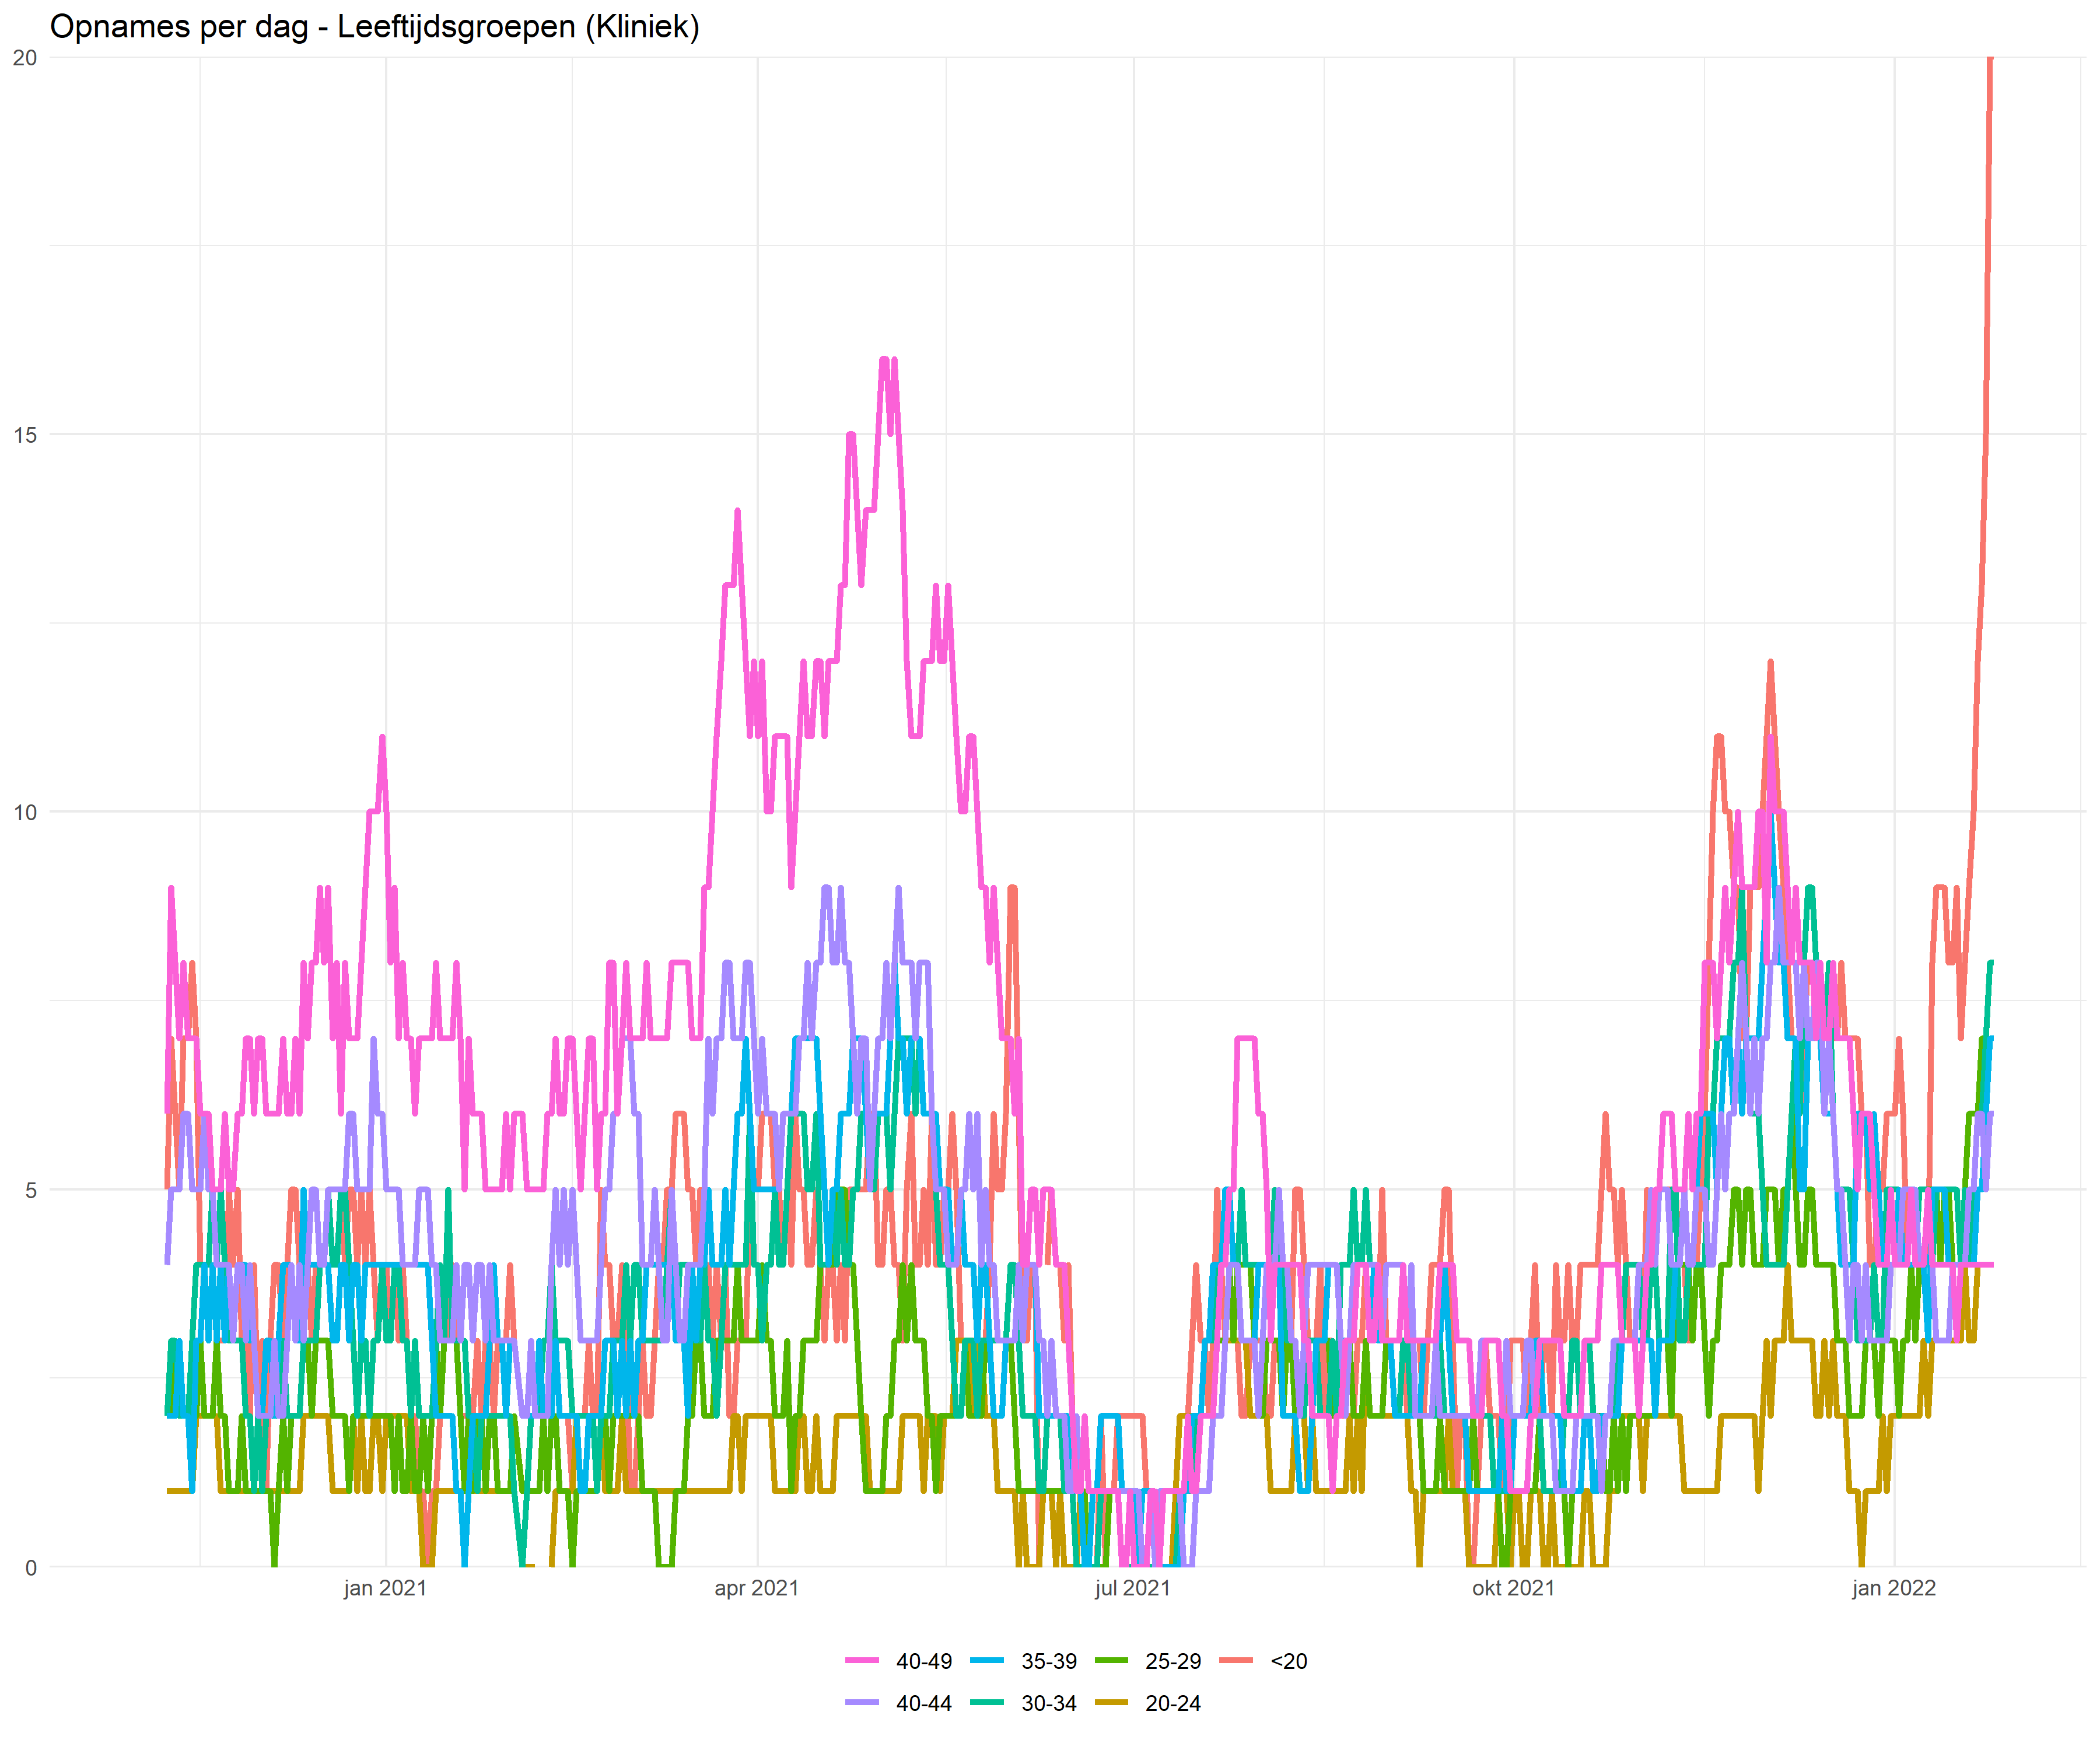 Opnames per dag - Leeftijdsgroepen (Kliniek)
20
15
10
5
0
jan 2021 apr 2021 jul 2021 okt 2021 jan 2022
40-49 35-39 25-29 <20
40-44 30-34 20-24